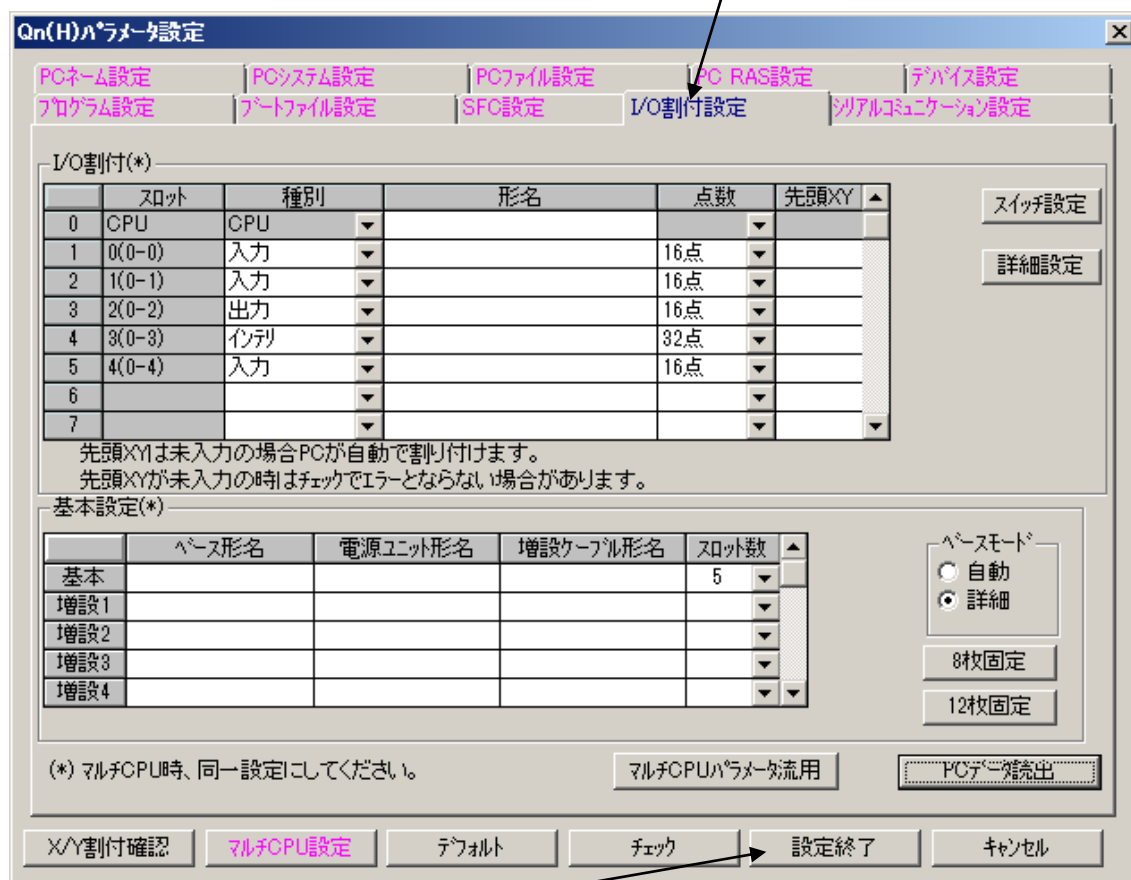 Qn(H)パラメータ設定
PCネーム設定 PCシステム設定 PCファイル設定 PC RAS設定 デバイス設定
プログラム設定 ブートファイル設定 SFC設定 I/O割付設定 シリアルコミュニケーション設定
I/O割付(*)
スロット 種別 形名 点数 先頭XY
スイッチ設定
0 CPU CPU
1 0(0-0) 入力 16点
詳細設定
2 1(0-1) 入力 16点
3 2(0-2) 出力 16点
4 3(0-3) インテリ 32点
5 4(0-4) 入力 16点
6
7
先頭XYは未入力の場合PCが自動で割り付けます。
先頭XYが未入力の時はチェックでエラーとならない場合があります。
基本設定(*)
ベース形名 電源ユニット形名 増設ケーブル形名 スロット数
基本 5
増設1
増設2
増設3
増設4
ベースモード
自動
詳細
8枚固定
12枚固定
(*) マルチCPU時、同一設定にしてください。
マルチCPUパラメータ流用 PCデータ読出
X/Y割付確認 マルチCPU設定 デフォルト チェック 設定終了 キャンセル